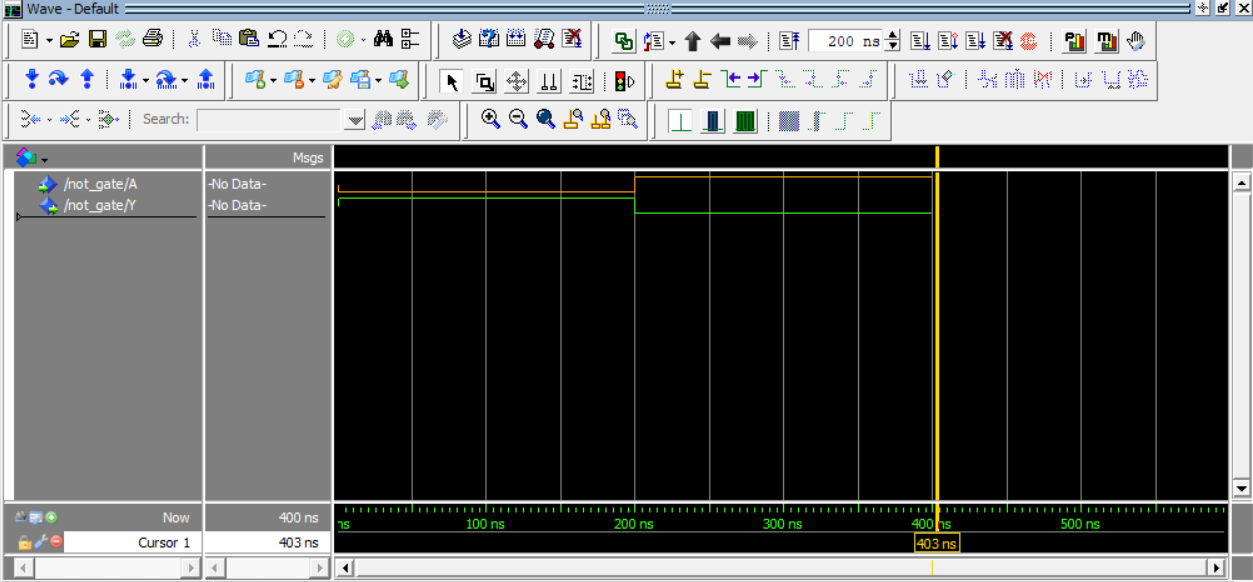 Wave - Default
200 ns
Search:
Msgs
/not_gate/A
-No Data-
/not_gate/Y
-No Data-
Now
400 ns
ns
100 ns
200 ns
300 ns
400 ns
500 ns
Cursor 1
403 ns
403 ns